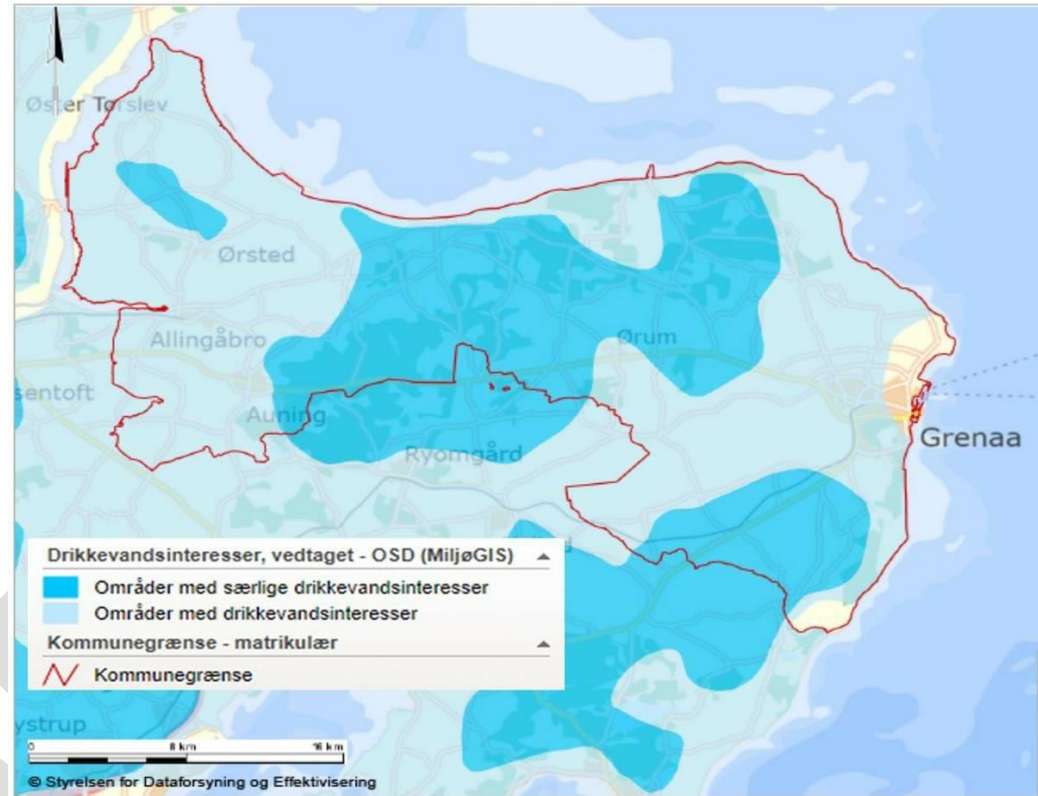 Øster Tørslev
Ørsted
Allingåbro
Ørum
sentoft
Auning
Grenaa
Ryomgård
Drikkevandsinteresser, vedtaget - OSD (MiljøGIS)
Områder med særlige drikkevandsinteresser
Områder med drikkevandsinteresser
Kommunegrænse - matrikulær
Kommunegrænse
ystrup
0 8 km 16 km
© Styrelsen for Dataforsyning og Effektivisering